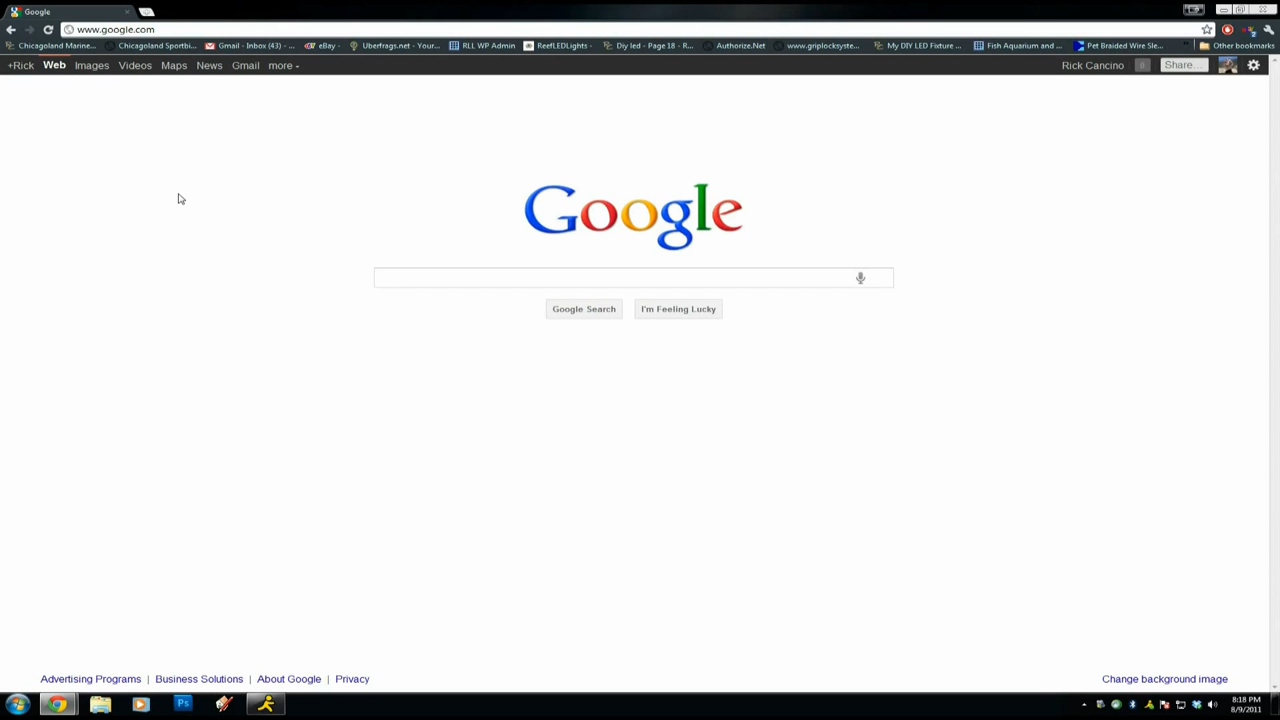 Google
www.google.com
Chicagoland Marine... Chicagoland Sportbi... Gmail - Inbox (43) - ... eBay - Uberfrags.net - Your... RLL WP Admin ReefLEDLights - Diy led - Page 18 - R... Authorize.Net www.griplocksyste... My DIY LED Fixture ... Fish Aquarium and ... Pet Braided Wire Sle... » Other bookmarks
+Rick Web Images Videos Maps News Gmail more Rick Cancino 0 Share... 
Google
Google Search I'm Feeling Lucky
Advertising Programs | Business Solutions | About Google | Privacy Change background image
Ps 8:18 PM
8/9/2011